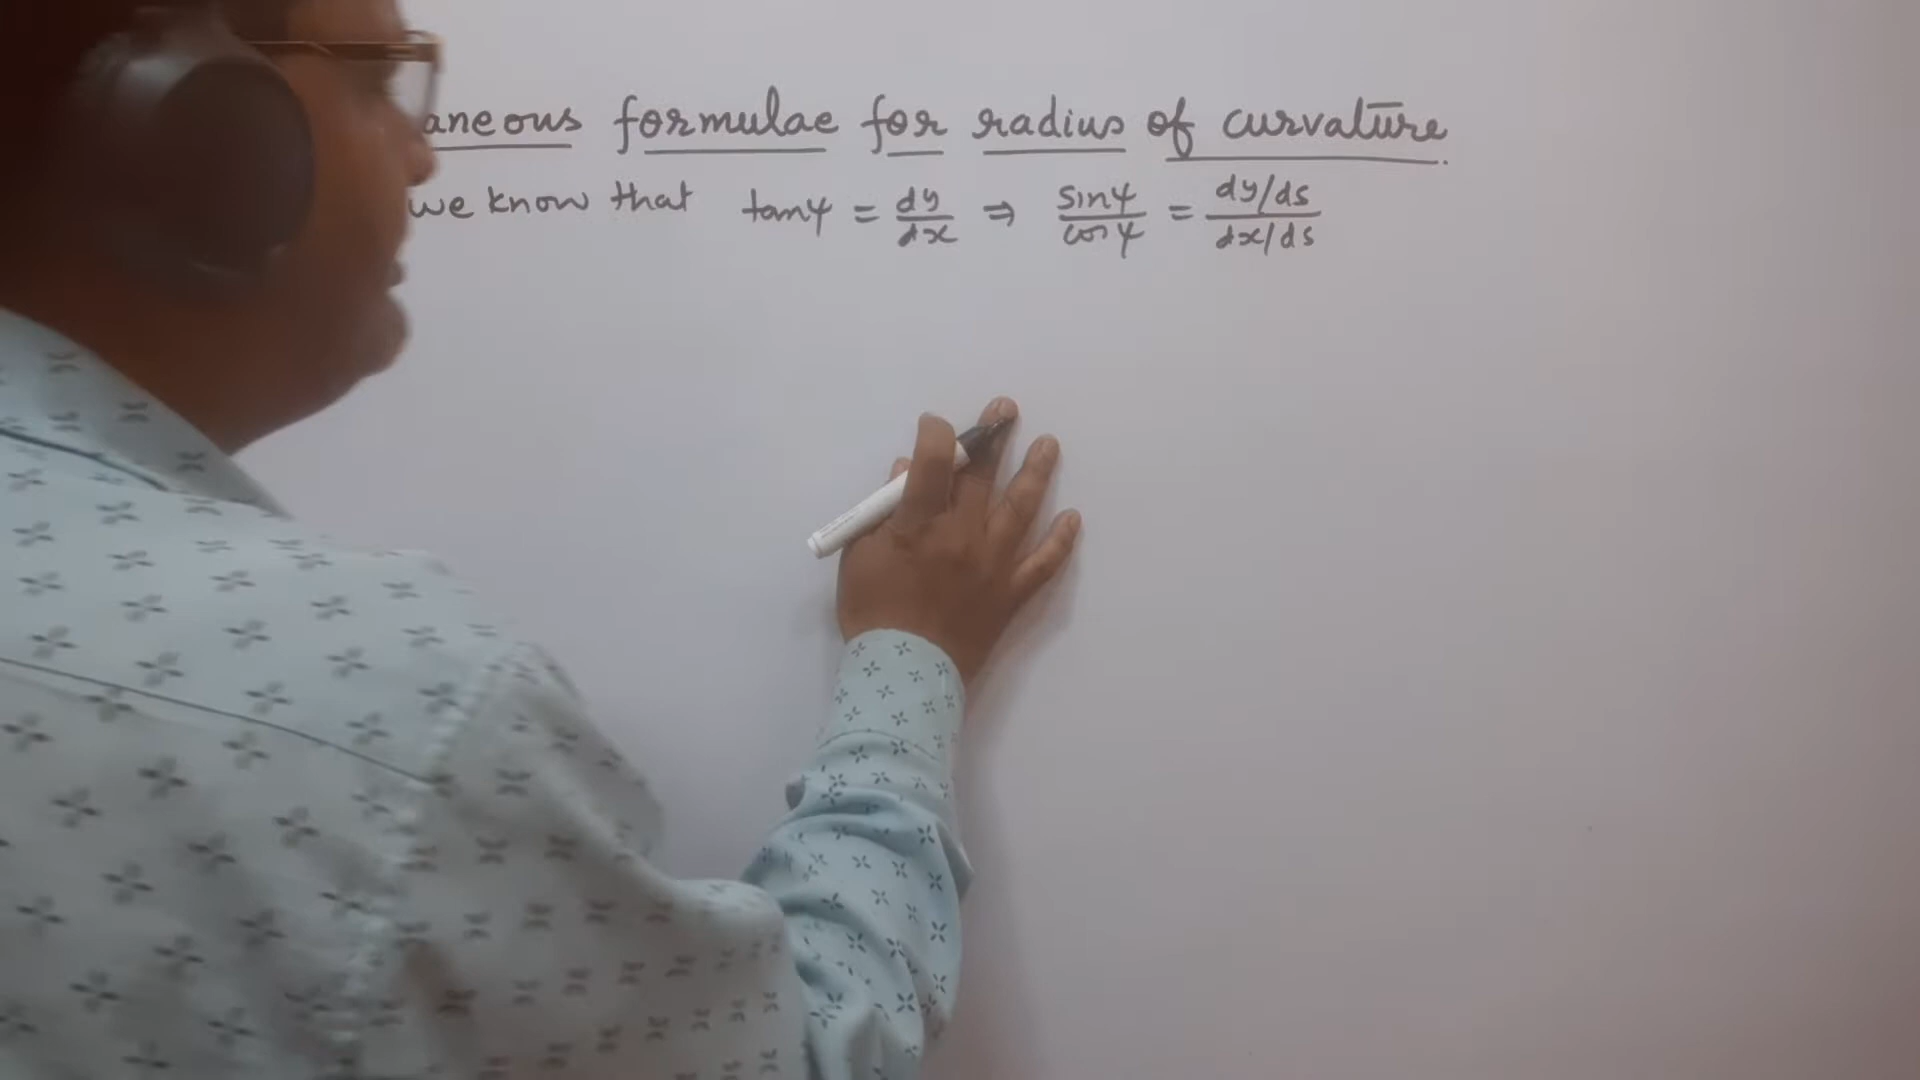 aneous formulae for radius of curvature.
we know that tanψ = dy/dx ⇒ sinψ/cosψ = (dy/ds)/(dx/ds)